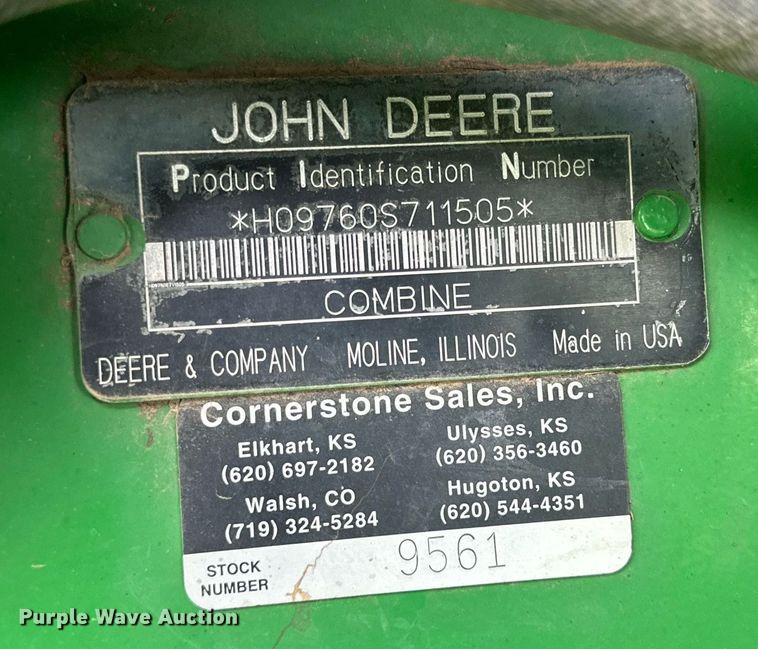 JOHN DEERE
Product Identification Number
*H09760S711505*
COMBINE
DEERE & COMPANY MOLINE, ILLINOIS Made in USA
Cornerstone Sales, Inc.
Elkhart, KS Ulysses, KS
(620) 697-2182 (620) 356-3460
Walsh, CO Hugoton, KS
(719) 324-5284 (620) 544-4351
STOCK NUMBER 9561
Purple Wave Auction